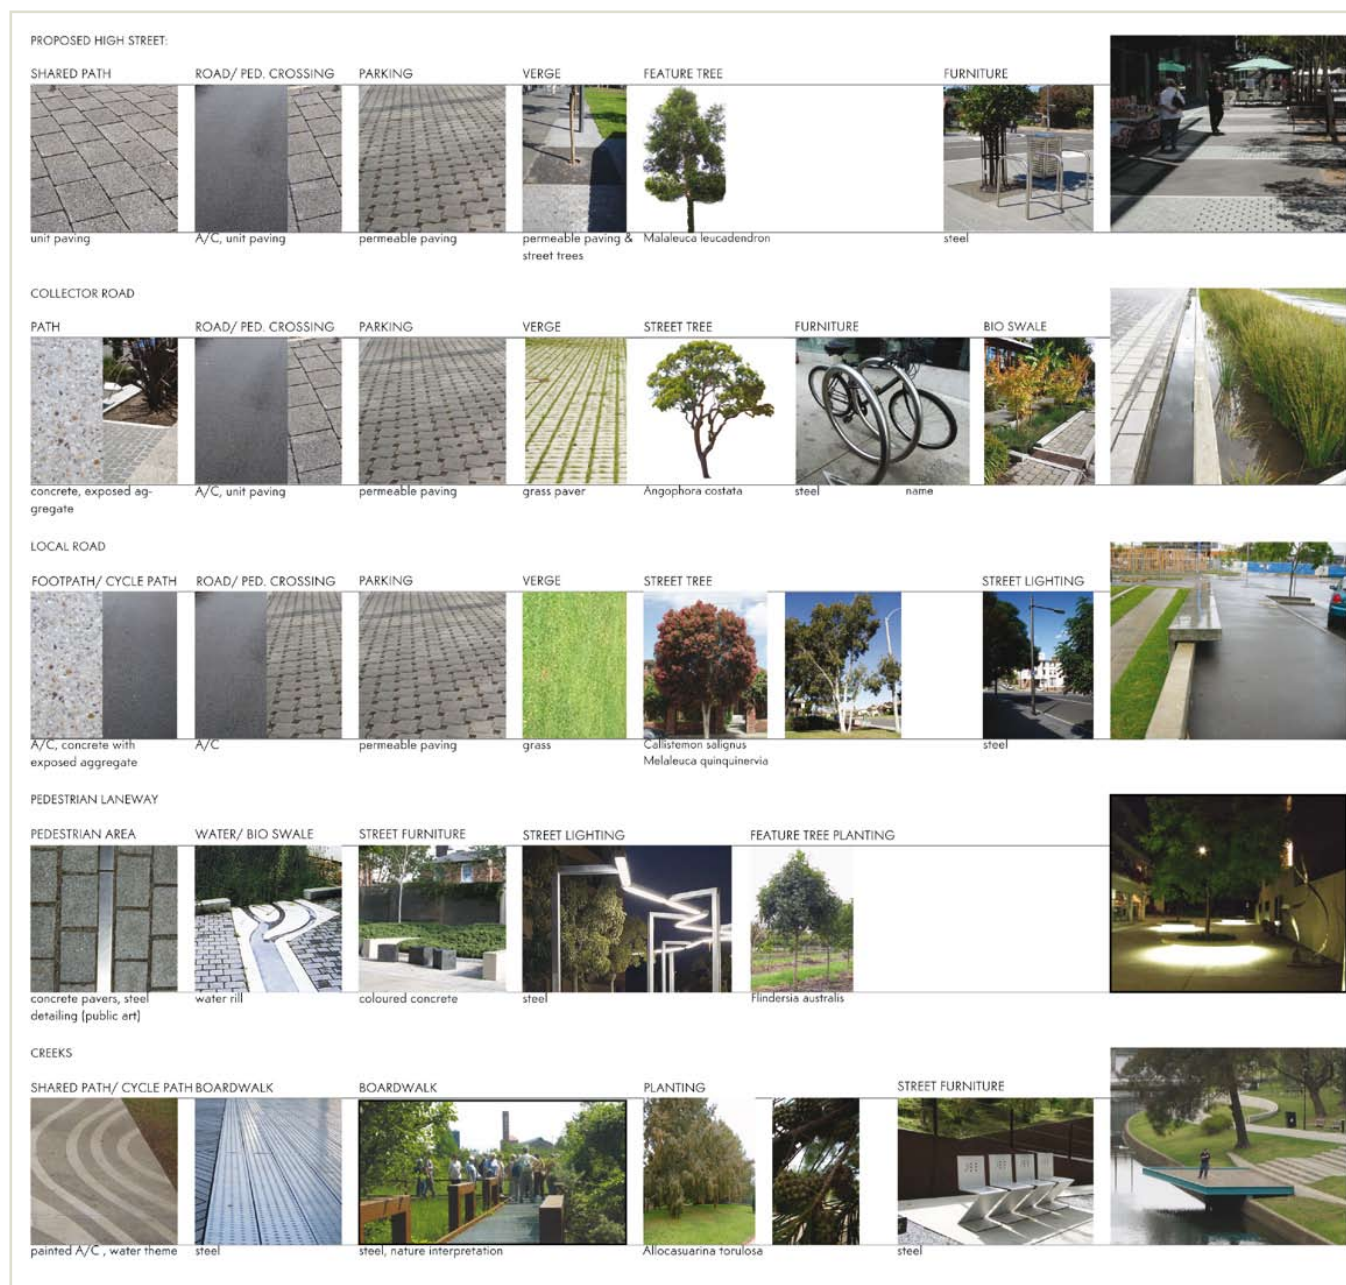 PROPOSED HIGH STREET:
SHARED PATH
ROAD/ PED. CROSSING
PARKING
VERGE
FEATURE TREE
FURNITURE
unit paving
A/C, unit paving
permeable paving
permeable paving &
street trees
Malaleuca leucadendron
steel
COLLECTOR ROAD
PATH
ROAD/ PED. CROSSING
PARKING
VERGE
STREET TREE
FURNITURE
BIO SWALE
concrete, exposed ag-
gregate
A/C, unit paving
permeable paving
grass paver
Angophora costata
steel
name
LOCAL ROAD
FOOTPATH/ CYCLE PATH
ROAD/ PED. CROSSING
PARKING
VERGE
STREET TREE
STREET LIGHTING
A/C, concrete with
exposed aggregate
A/C
permeable paving
grass
Callistemon salignus
Melaleuca quinquinervia
steel
PEDESTRIAN LANEWAY
PEDESTRIAN AREA
WATER/ BIO SWALE
STREET FURNITURE
STREET LIGHTING
FEATURE TREE PLANTING
concrete pavers, steel
detailing (public art)
water rill
coloured concrete
steel
Flindersia australis
CREEKS
SHARED PATH/ CYCLE PATH
BOARDWALK
BOARDWALK
PLANTING
STREET FURNITURE
painted A/C , water theme
steel
steel, nature interpretation
Allocasuarina torulosa
steel